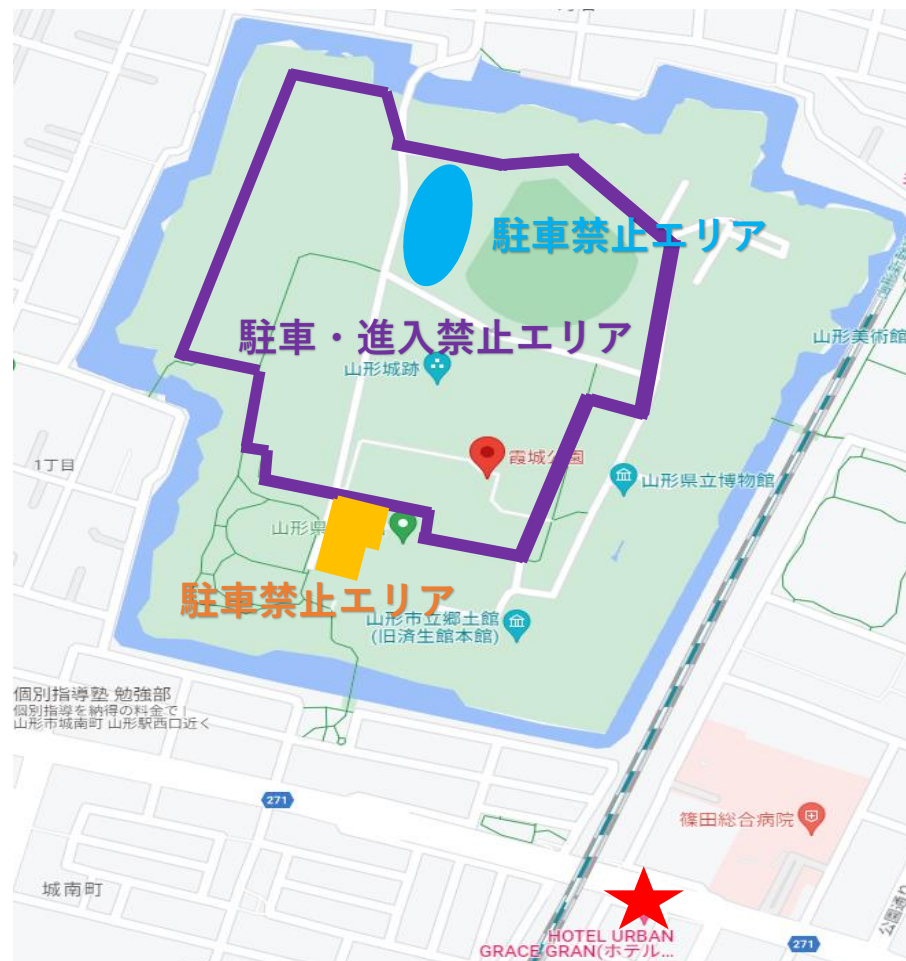 駐車禁止エリア
山形美術館
駐車・進入禁止エリア
山形城跡
1丁目
霞城公園
山形県立博物館
山形県
駐車禁止エリア
山形市立郷土館
(旧済生館本館)
個別指導塾 勉強部
個別指導を納得の料金で|
山形市城南町 山形駅西口近く
271
篠田総合病院
城南町
公園通り
HOTEL URBAN
GRACE GRAN(ホテル...
271